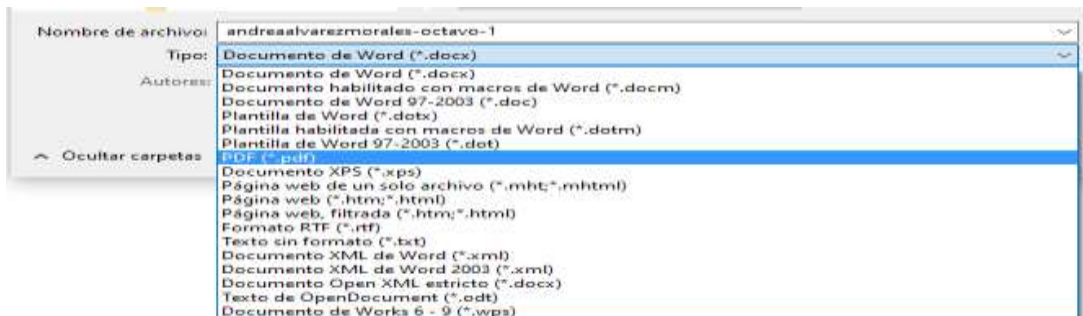 Nombre de archivo: andreaalvarezmorales-octavo-1
Tipo: Documento de Word (*.docx)
Autores:
Documento de Word (*.docx)
Documento habilitado con macros de Word (*.docm)
Documento de Word 97-2003 (*.doc)
Plantilla de Word (*.dotx)
Plantilla habilitada con macros de Word (*.dotm)
Plantilla de Word 97-2003 (*.dot)
Ocultar carpetas
PDF (*.pdf)
Documento XPS (*.xps)
Página web de un solo archivo (*.mht;*.mhtml)
Página web (*.htm;*.html)
Página web, filtrada (*.htm;*.html)
Formato RTF (*.rtf)
Texto sin formato (*.txt)
Documento XML de Word (*.xml)
Documento XML de Word 2003 (*.xml)
Documento Open XML estricto (*.docx)
Texto de OpenDocument (*.odt)
Documento de Works 6 - 9 (*.wps)